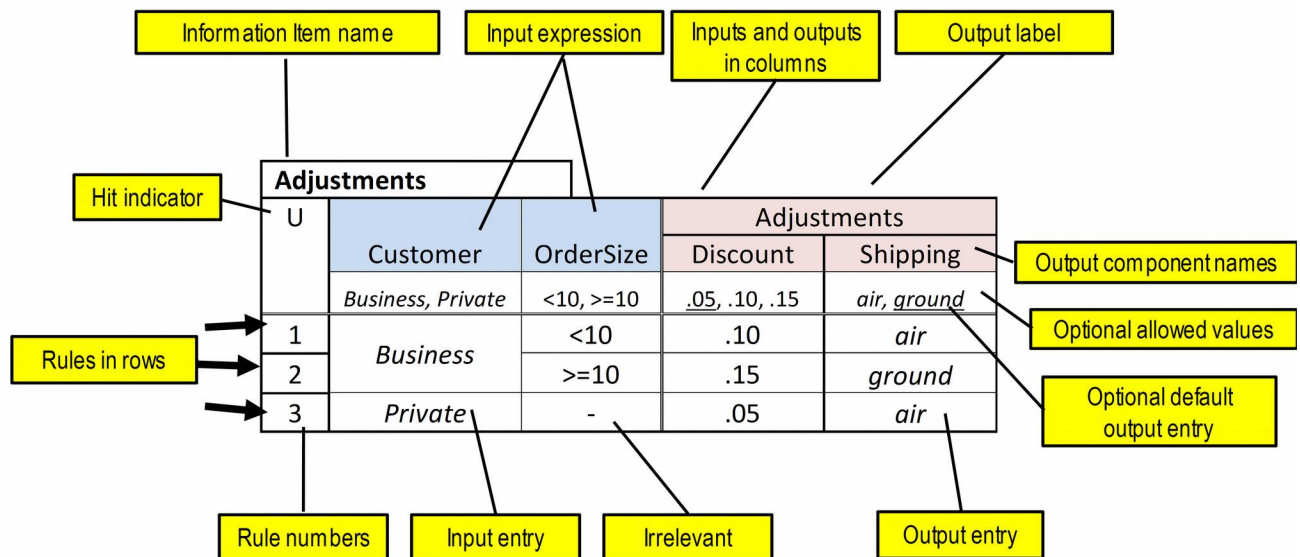 Information Item name
Input expression
Inputs and outputs
in columns
Output label
Adjustments
Hit indicator
U
Adjustments
Customer
OrderSize
Discount
Shipping
Output component names
Business, Private
<10, >=10
.05, .10, .15
air, ground
Optional allowed values
Rules in rows
1
Business
<10
.10
air
2
>=10
.15
ground
3
Private
-
.05
air
Optional default
output entry
Rule numbers
Input entry
Irrelevant
Output entry